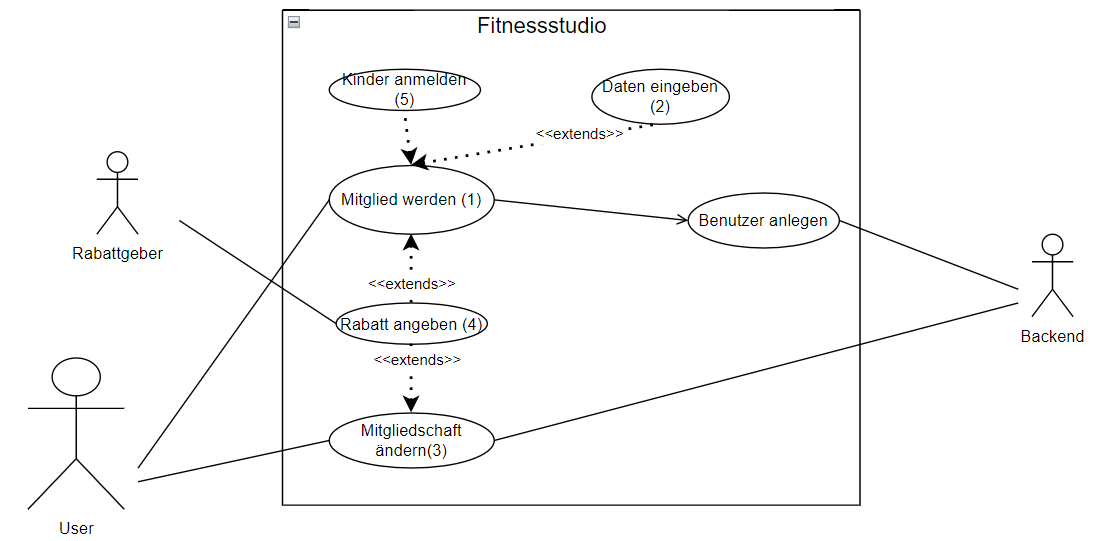 Fitnessstudio
Kinder anmelden
(5)
Daten eingeben
(2)
<<extends>>
Mitglied werden (1)
Benutzer anlegen
Rabattgeber
<<extends>>
Rabatt angeben (4)
Backend
<<extends>>
Mitgliedschaft
ändern(3)
User